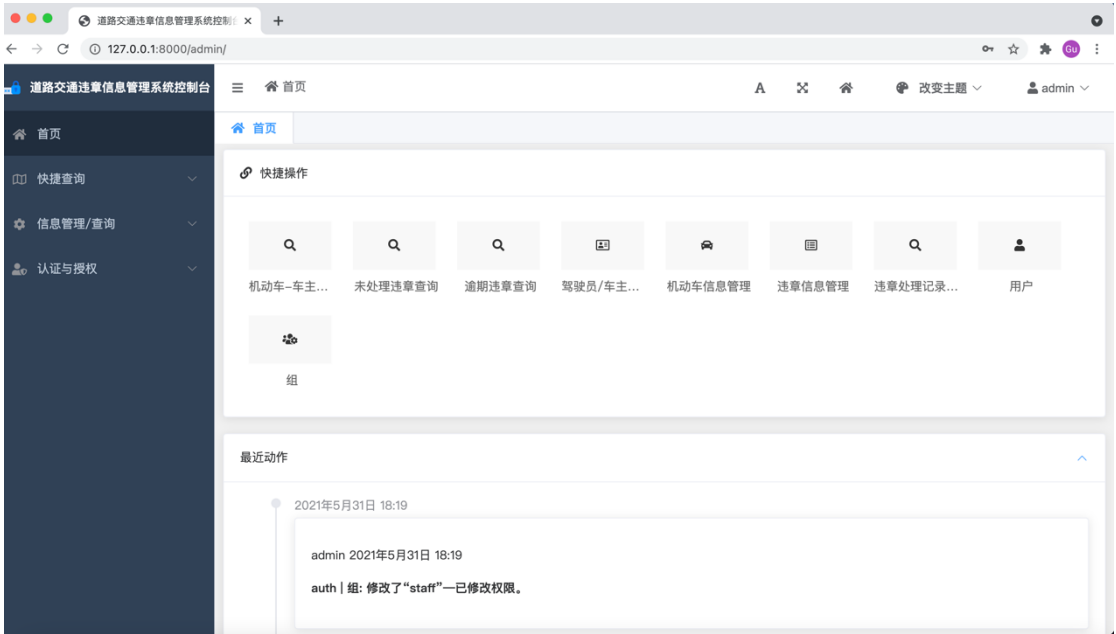 道路交通违章信息管理系统控制
127.0.0.1:8000/admin/
Gu
道路交通违章信息管理系统控制台
首页
A
改变主题
admin
首页
快捷查询
信息管理/查询
认证与授权
首页
快捷操作
机动车-车主...
未处理违章查询
逾期违章查询
驾驶员/车主...
机动车信息管理
违章信息管理
违章处理记录...
用户
组
最近动作
2021年5月31日 18:19
admin 2021年5月31日 18:19
auth | 组: 修改了“staff”—已修改权限。